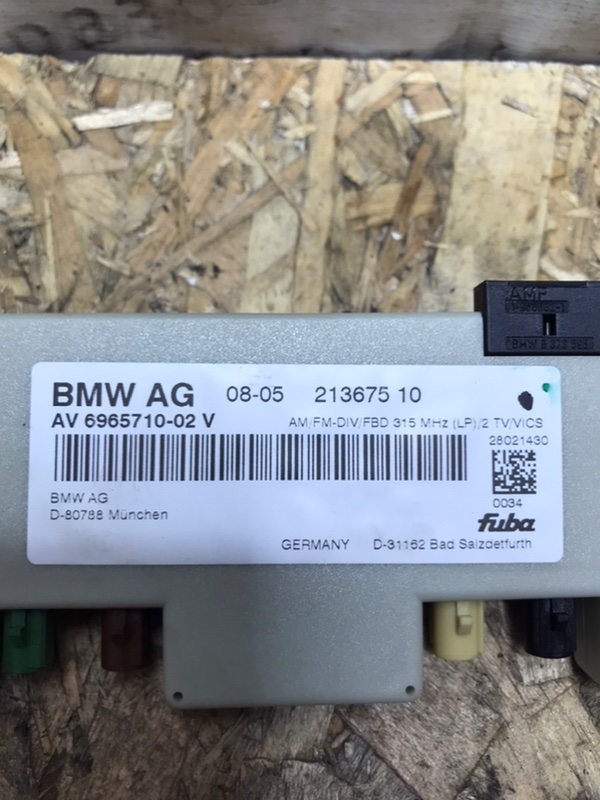 AMP
BMW AG 08-05 213675 10
AV 6965710-02 V AM/FM-DIV/FBD 315 MHz (LP)/2 TV/VICS
28021430
0034
BMW AG
D-80788 München
fuba
GERMANY D-31162 Bad Salzdetfurth